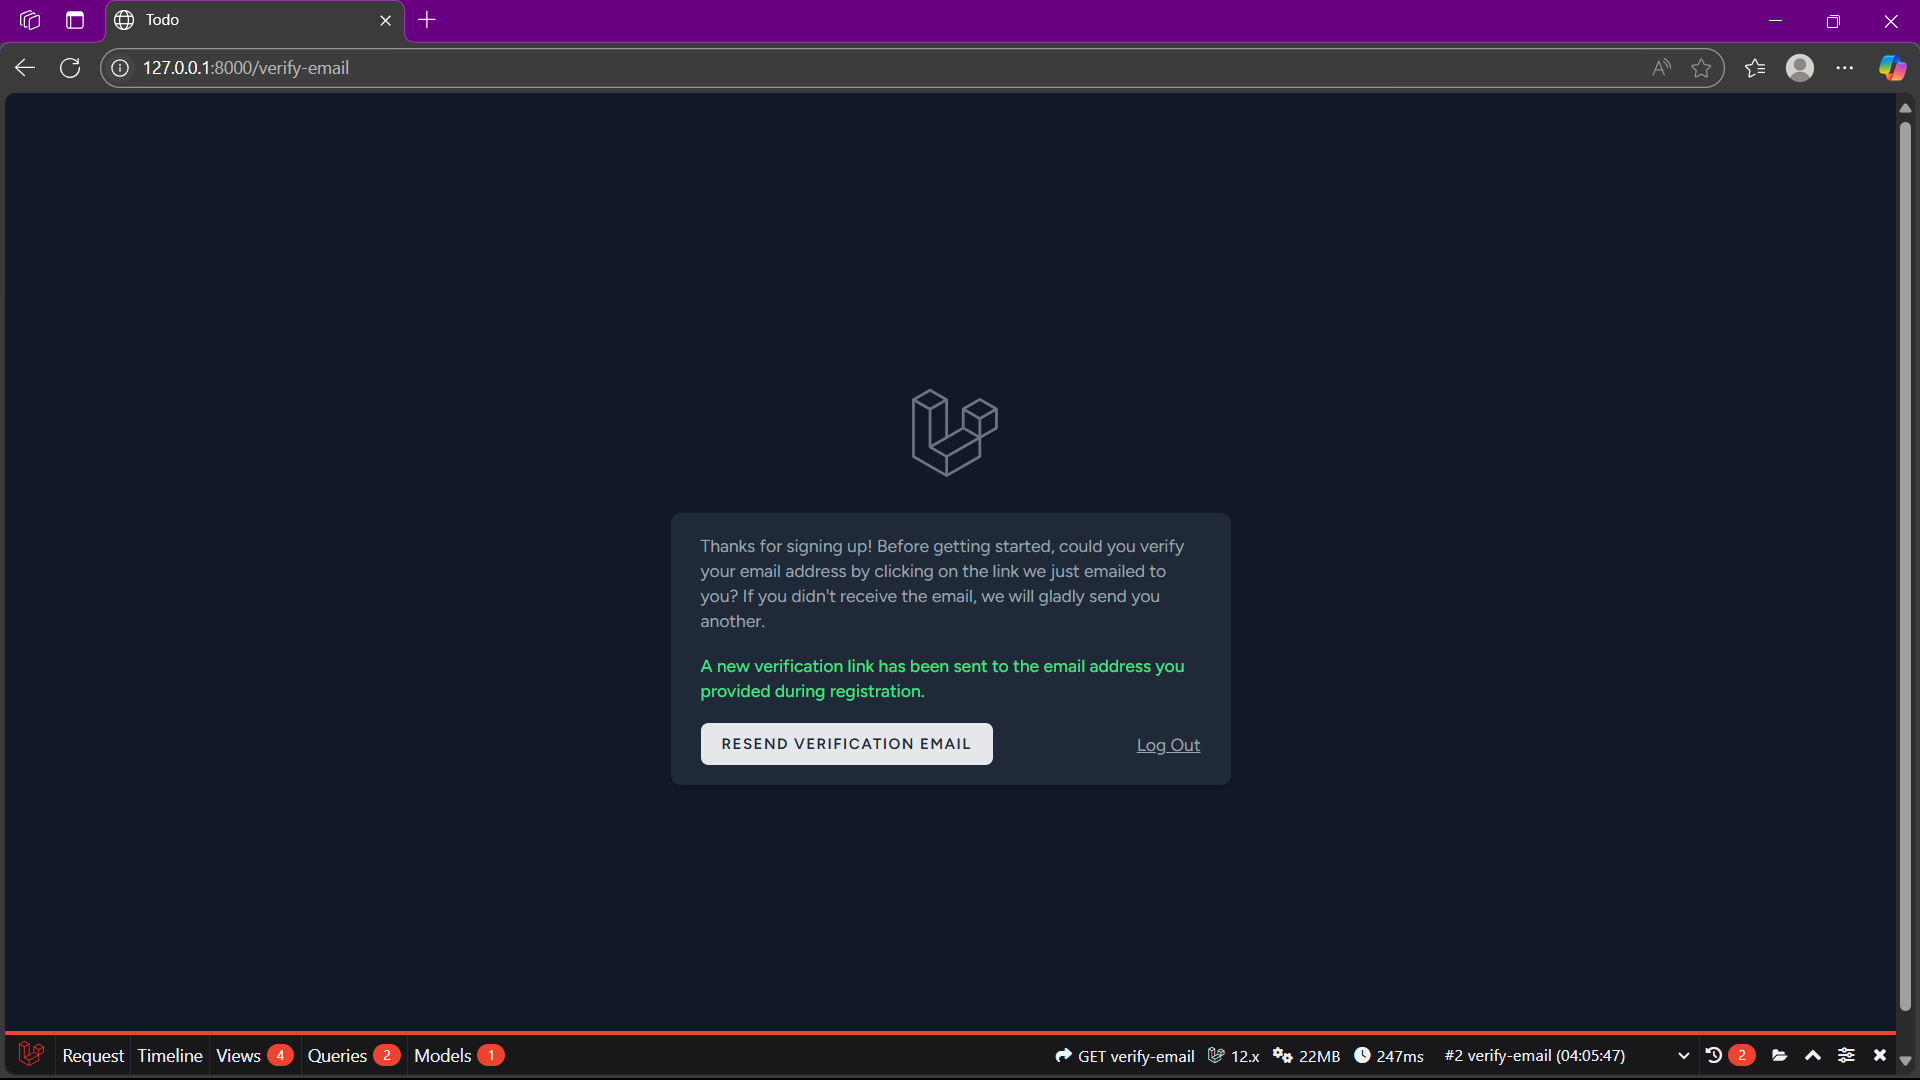 Todo
127.0.0.1:8000/verify-email
Thanks for signing up! Before getting started, could you verify
your email address by clicking on the link we just emailed to
you? If you didn't receive the email, we will gladly send you
another.
A new verification link has been sent to the email address you
provided during registration.
RESEND VERIFICATION EMAIL
Log Out
Request Timeline Views 4 Queries 2 Models 1 GET verify-email 12.x 22MB 247ms #2 verify-email (04:05:47) 2